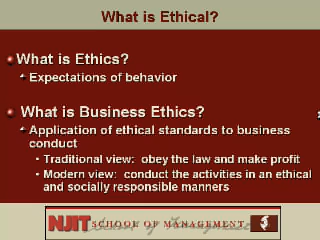 What is Ethical?
What is Ethics?
Expectations of behavior
What is Business Ethics?
Application of ethical standards to business
conduct
• Traditional view: obey the law and make profit
• Modern view: conduct the activities in an ethical
and socially responsible manners
NJIT SCHOOL OF MANAGEMENT